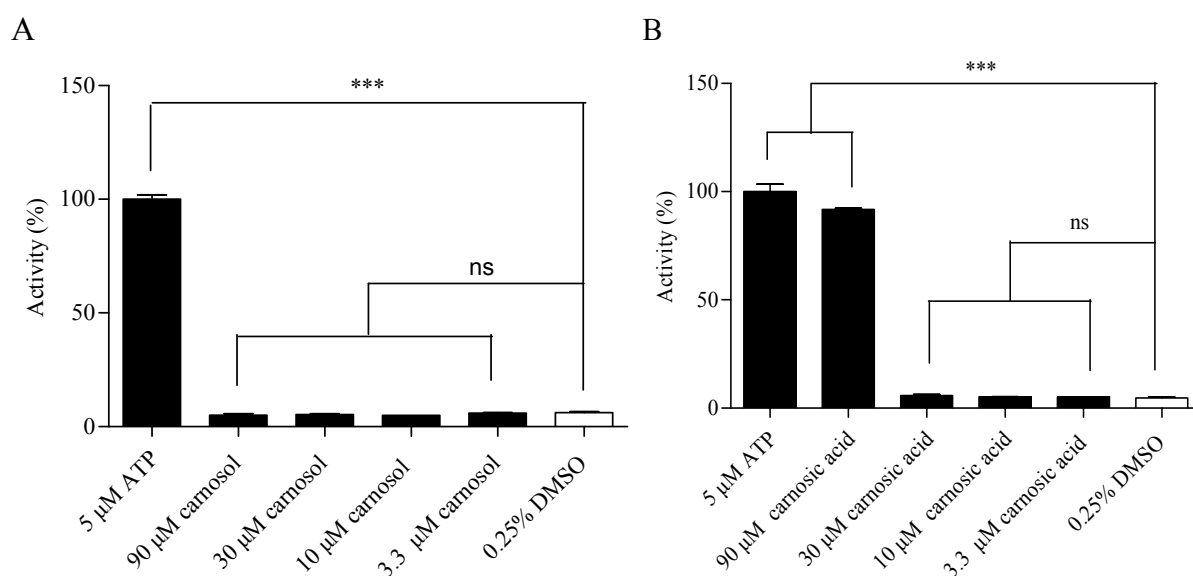 A
Activity (%)
150
100
50
0
***
ns
5 µM ATP
90 µM carnosol
30 µM carnosol
10 µM carnosol
3.3 µM carnosol
0.25% DMSO
B
Activity (%)
150
100
50
0
***
ns
5 µM ATP
90 µM carnosic acid
30 µM carnosic acid
10 µM carnosic acid
3.3 µM carnosic acid
0.25% DMSO